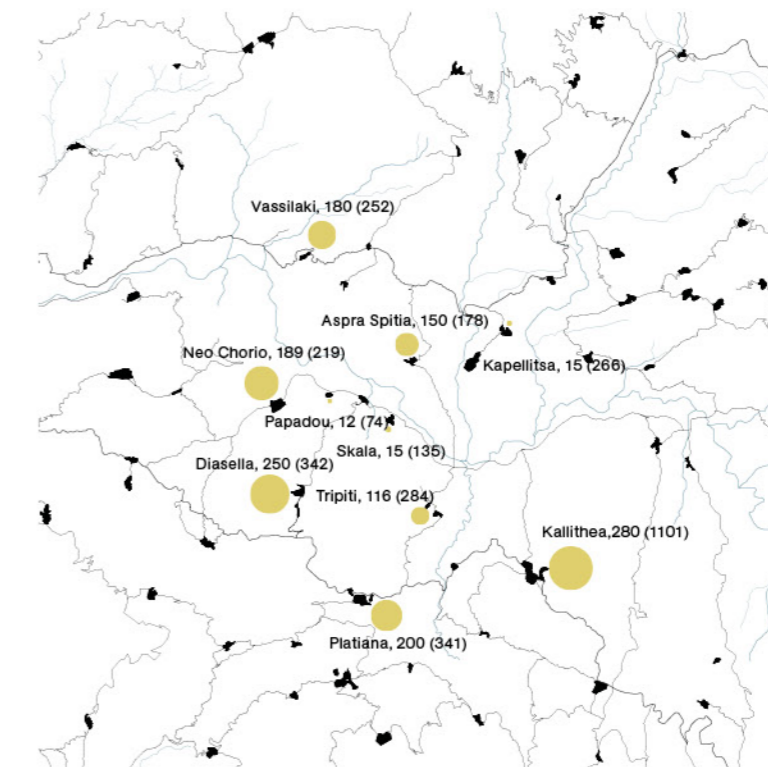 Vassilaki, 180 (252)
Aspra Spitia, 150 (178)
Neo Chorio, 189 (219)
Kapellitsa, 15 (266)
Papadou, 12 (74)
Skala, 15 (135)
Diasella, 250 (342)
Tripiti, 116 (284)
Kallithea,280 (1101)
Platiana, 200 (341)